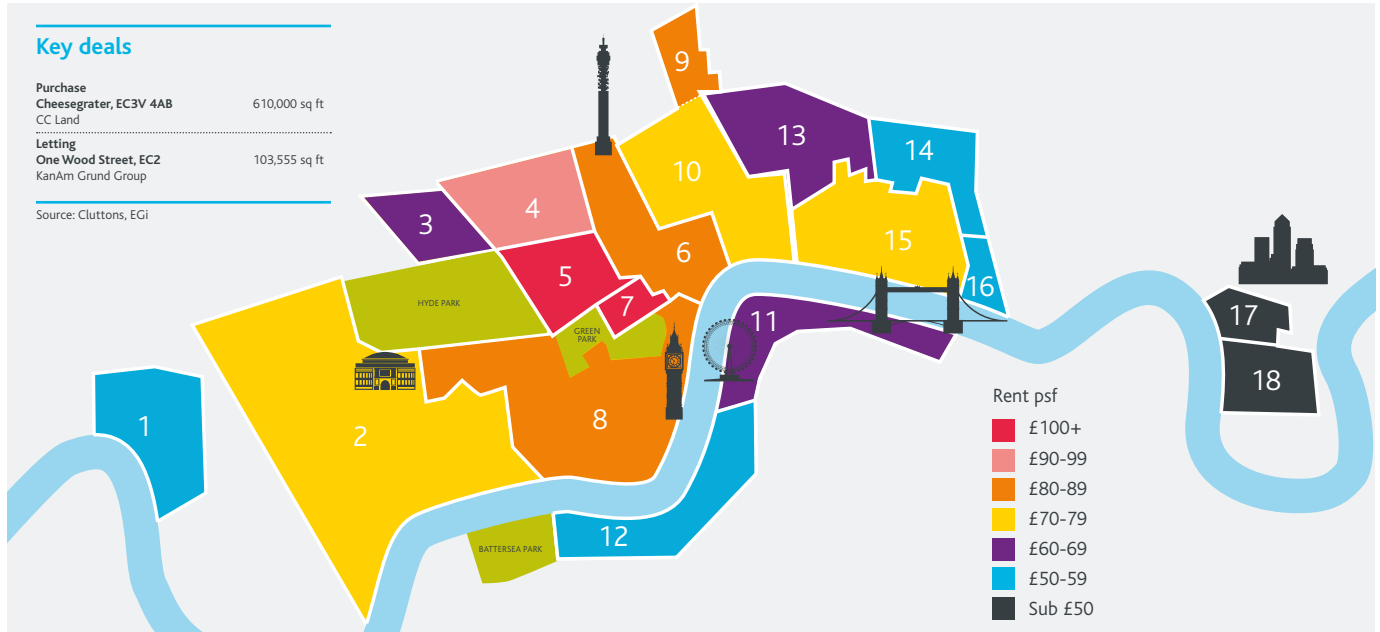 Key deals
Purchase
Cheesegrater, EC3V 4AB 610,000 sq ft
CC Land
Letting
One Wood Street, EC2 103,555 sq ft
KanAm Grund Group
Source: Cluttons, EGi
9
13
14
10
4
3
15
6
5
16
HYDE PARK
7
11
17
GREEN
PARK
18
1
8
2
12
BATTERSEA PARK
Rent psf
£100+
£90-99
£80-89
£70-79
£60-69
£50-59
Sub £50